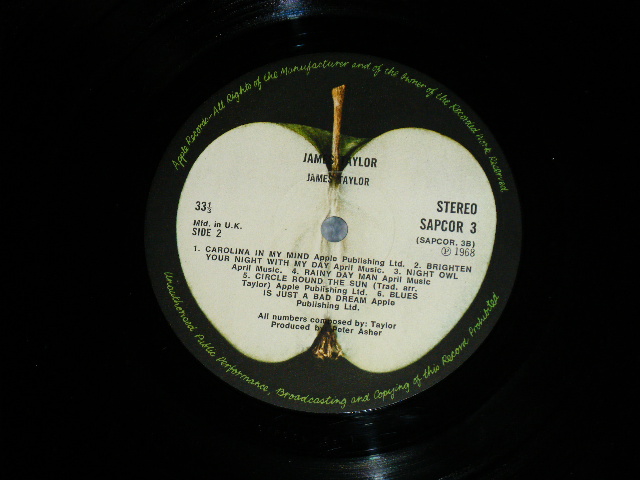 Apple Records—All Rights of the Manufacturer and of the Owner of the Recorded Work Reserved
JAMES TAYLOR
JAMES TAYLOR
33⅓
STEREO
SAPCOR 3
Mfd. in U.K.
SIDE 2
(SAPCOR. 3B)
℗ 1968
1. CAROLINA IN MY MIND Apple Publishing Ltd. 2. BRIGHTEN
YOUR NIGHT WITH MY DAY April Music. 3. NIGHT OWL
April Music. 4. RAINY DAY MAN April Music
5. CIRCLE ROUND THE SUN (Trad. arr.
Taylor) Apple Publishing Ltd. 6. BLUES
IS JUST A BAD DREAM Apple
Publishing Ltd.
All numbers composed by: Taylor
Produced by Peter Asher
Unauthorised Public Performance, Broadcasting and Copying of this Record Prohibited